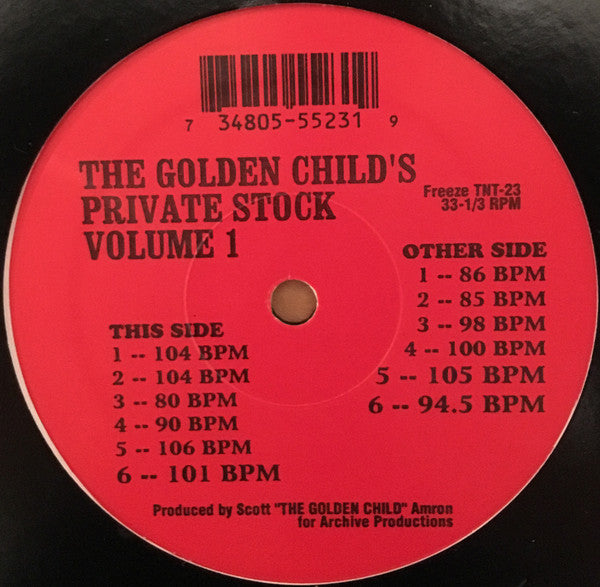 7 34805-55231 9
THE GOLDEN CHILD'S
PRIVATE STOCK
VOLUME 1
Freeze TNT-23
33-1/3 RPM
THIS SIDE
1 -- 104 BPM
2 -- 104 BPM
3 -- 80 BPM
4 -- 90 BPM
5 -- 106 BPM
6 -- 101 BPM
OTHER SIDE
1 -- 86 BPM
2 -- 85 BPM
3 -- 98 BPM
4 -- 100 BPM
5 -- 105 BPM
6 -- 94.5 BPM
Produced by Scott "THE GOLDEN CHILD" Amron
for Archive Productions